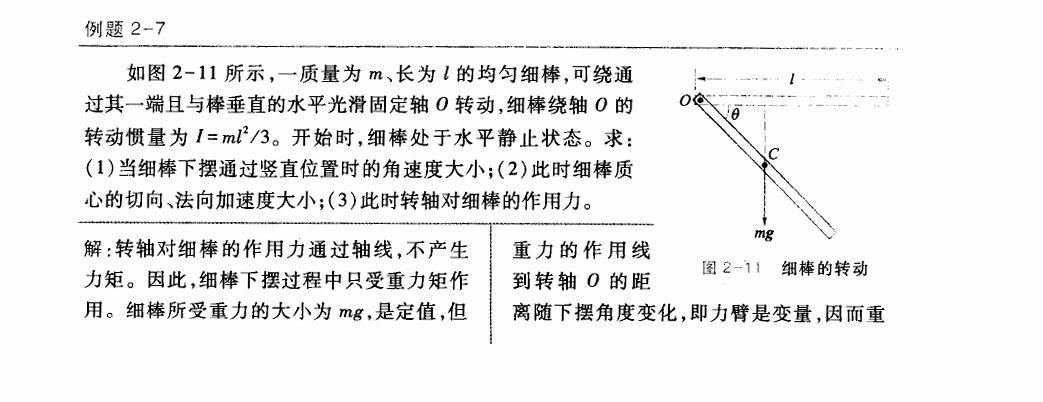 例题 2-7
如图 2-11 所示,一质量为 m、长为 l 的均匀细棒,可绕通
过其一端且与棒垂直的水平光滑固定轴 O 转动,细棒绕轴 O 的
转动惯量为 I=ml²/3。开始时,细棒处于水平静止状态。求:
(1)当细棒下摆通过竖直位置时的角速度大小;(2)此时细棒质
心的切向、法向加速度大小;(3)此时转轴对细棒的作用力。
l
O
θ
C
mg
图 2-11 细棒的转动
解:转轴对细棒的作用力通过轴线,不产生
力矩。因此,细棒下摆过程中只受重力矩作
用。细棒所受重力的大小为 mg,是定值,但
重力的作用线
到转轴 O 的距
离随下摆角度变化,即力臂是变量,因而重